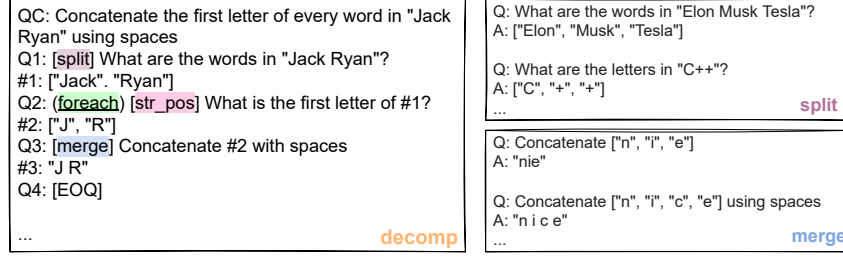 QC: Concatenate the first letter of every word in "Jack
Ryan" using spaces
Q1: [split] What are the words in "Jack Ryan"?
#1: ["Jack". "Ryan"]
Q2: (foreach) [str_pos] What is the first letter of #1?
#2: ["J", "R"]
Q3: [merge] Concatenate #2 with spaces
#3: "J R"
Q4: [EOQ]
...
decomp
Q: What are the words in "Elon Musk Tesla"?
A: ["Elon", "Musk", "Tesla"]
Q: What are the letters in "C++"?
A: ["C", "+", "+"]
...
split
Q: Concatenate ["n", "i", "e"]
A: "nie"
Q: Concatenate ["n", "i", "c", "e"] using spaces
A: "n i c e"
...
merge